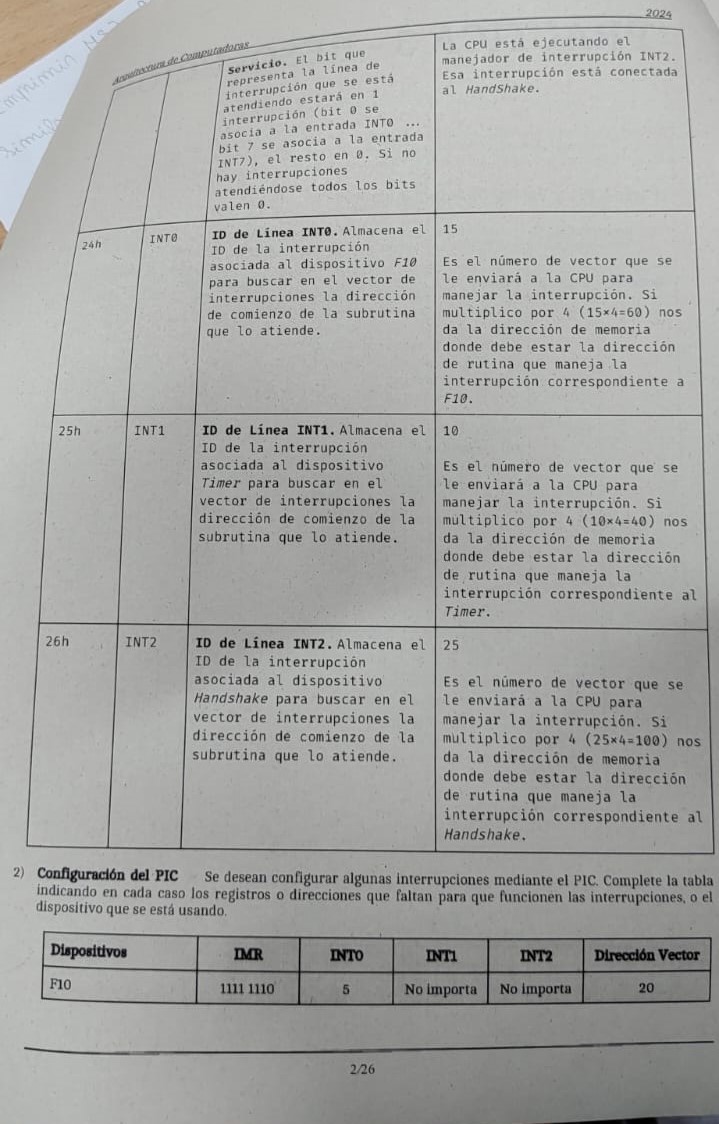 2024
Arquitectura de Computadoras
Servicio. El bit que
representa la línea de
interrupción que se está
atendiendo estará en 1
interrupción (bit 0 se
asocia a la entrada INT0 ...
bit 7 se asocia a la entrada
INT7), el resto en 0. Si no
hay interrupciones
atendiéndose todos los bits
valen 0.
La CPU está ejecutando el
manejador de interrupción INT2.
Esa interrupción está conectada
al HandShake.
24h
INT0
ID de Línea INT0. Almacena el
ID de la interrupción
asociada al dispositivo F10
para buscar en el vector de
interrupciones la dirección
de comienzo de la subrutina
que lo atiende.
15
Es el número de vector que se
le enviará a la CPU para
manejar la interrupción. Si
multiplico por 4 (15×4=60) nos
da la dirección de memoria
donde debe estar la dirección
de rutina que maneja la
interrupción correspondiente a
F10.
25h
INT1
ID de Línea INT1. Almacena el
ID de la interrupción
asociada al dispositivo
Timer para buscar en el
vector de interrupciones la
dirección de comienzo de la
subrutina que lo atiende.
10
Es el número de vector que se
le enviará a la CPU para
manejar la interrupción. Si
multiplico por 4 (10×4=40) nos
da la dirección de memoria
donde debe estar la dirección
de rutina que maneja la
interrupción correspondiente al
Timer.
26h
INT2
ID de Línea INT2. Almacena el
ID de la interrupción
asociada al dispositivo
Handshake para buscar en el
vector de interrupciones la
dirección de comienzo de la
subrutina que lo atiende.
25
Es el número de vector que se
le enviará a la CPU para
manejar la interrupción. Si
multiplico por 4 (25×4=100) nos
da la dirección de memoria
donde debe estar la dirección
de rutina que maneja la
interrupción correspondiente al
Handshake.
2) Configuración del PIC Se desean configurar algunas interrupciones mediante el PIC. Complete la tabla
indicando en cada caso los registros o direcciones que faltan para que funcionen las interrupciones, o el
dispositivo que se está usando.
Dispositivos IMR INT0 INT1 INT2 Dirección Vector
F10 1111 1110 5 No importa No importa 20
2/26